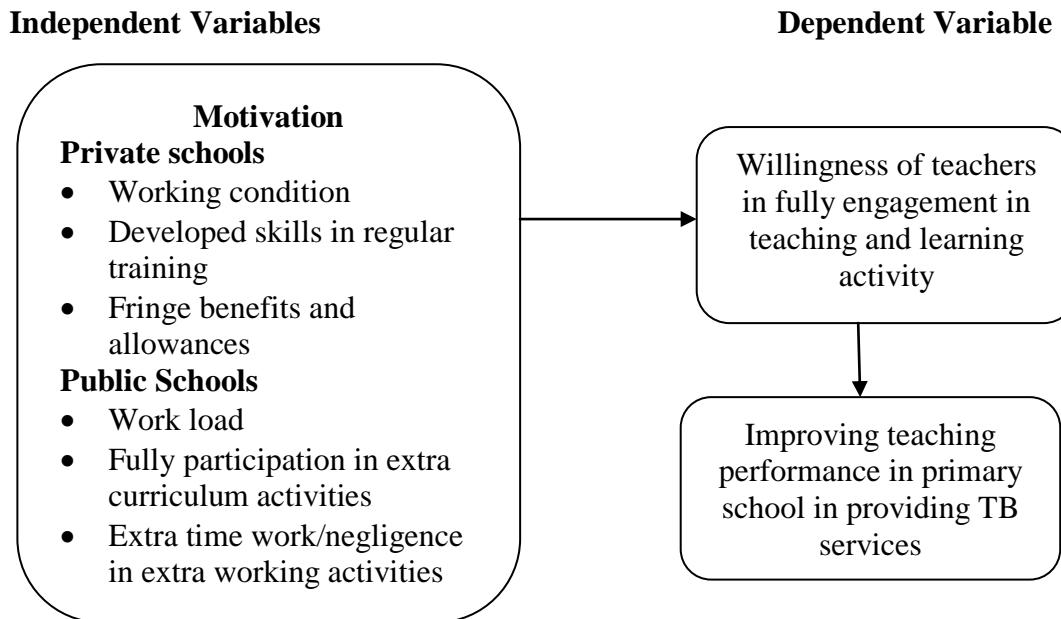 Independent Variables
Dependent Variable
Motivation
Private schools
• Working condition
• Developed skills in regular
training
• Fringe benefits and
allowances
Public Schools
• Work load
• Fully participation in extra
curriculum activities
• Extra time work/negligence
in extra working activities
Willingness of teachers
in fully engagement in
teaching and learning
activity
Improving teaching
performance in primary
school in providing TB
services